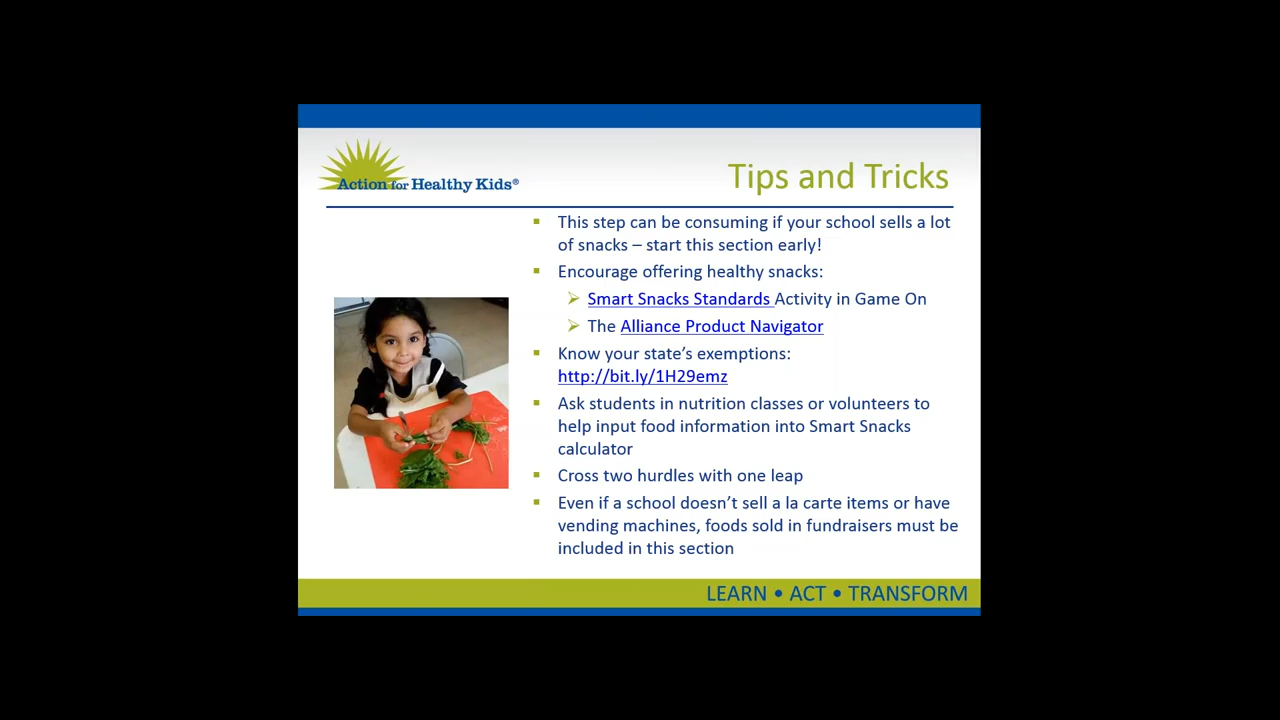 Action for Healthy Kids®
Tips and Tricks
This step can be consuming if your school sells a lot
of snacks – start this section early!
Encourage offering healthy snacks:
Smart Snacks Standards Activity in Game On
The Alliance Product Navigator
Know your state's exemptions:
http://bit.ly/1H29emz
Ask students in nutrition classes or volunteers to
help input food information into Smart Snacks
calculator
Cross two hurdles with one leap
Even if a school doesn't sell a la carte items or have
vending machines, foods sold in fundraisers must be
included in this section
LEARN • ACT • TRANSFORM